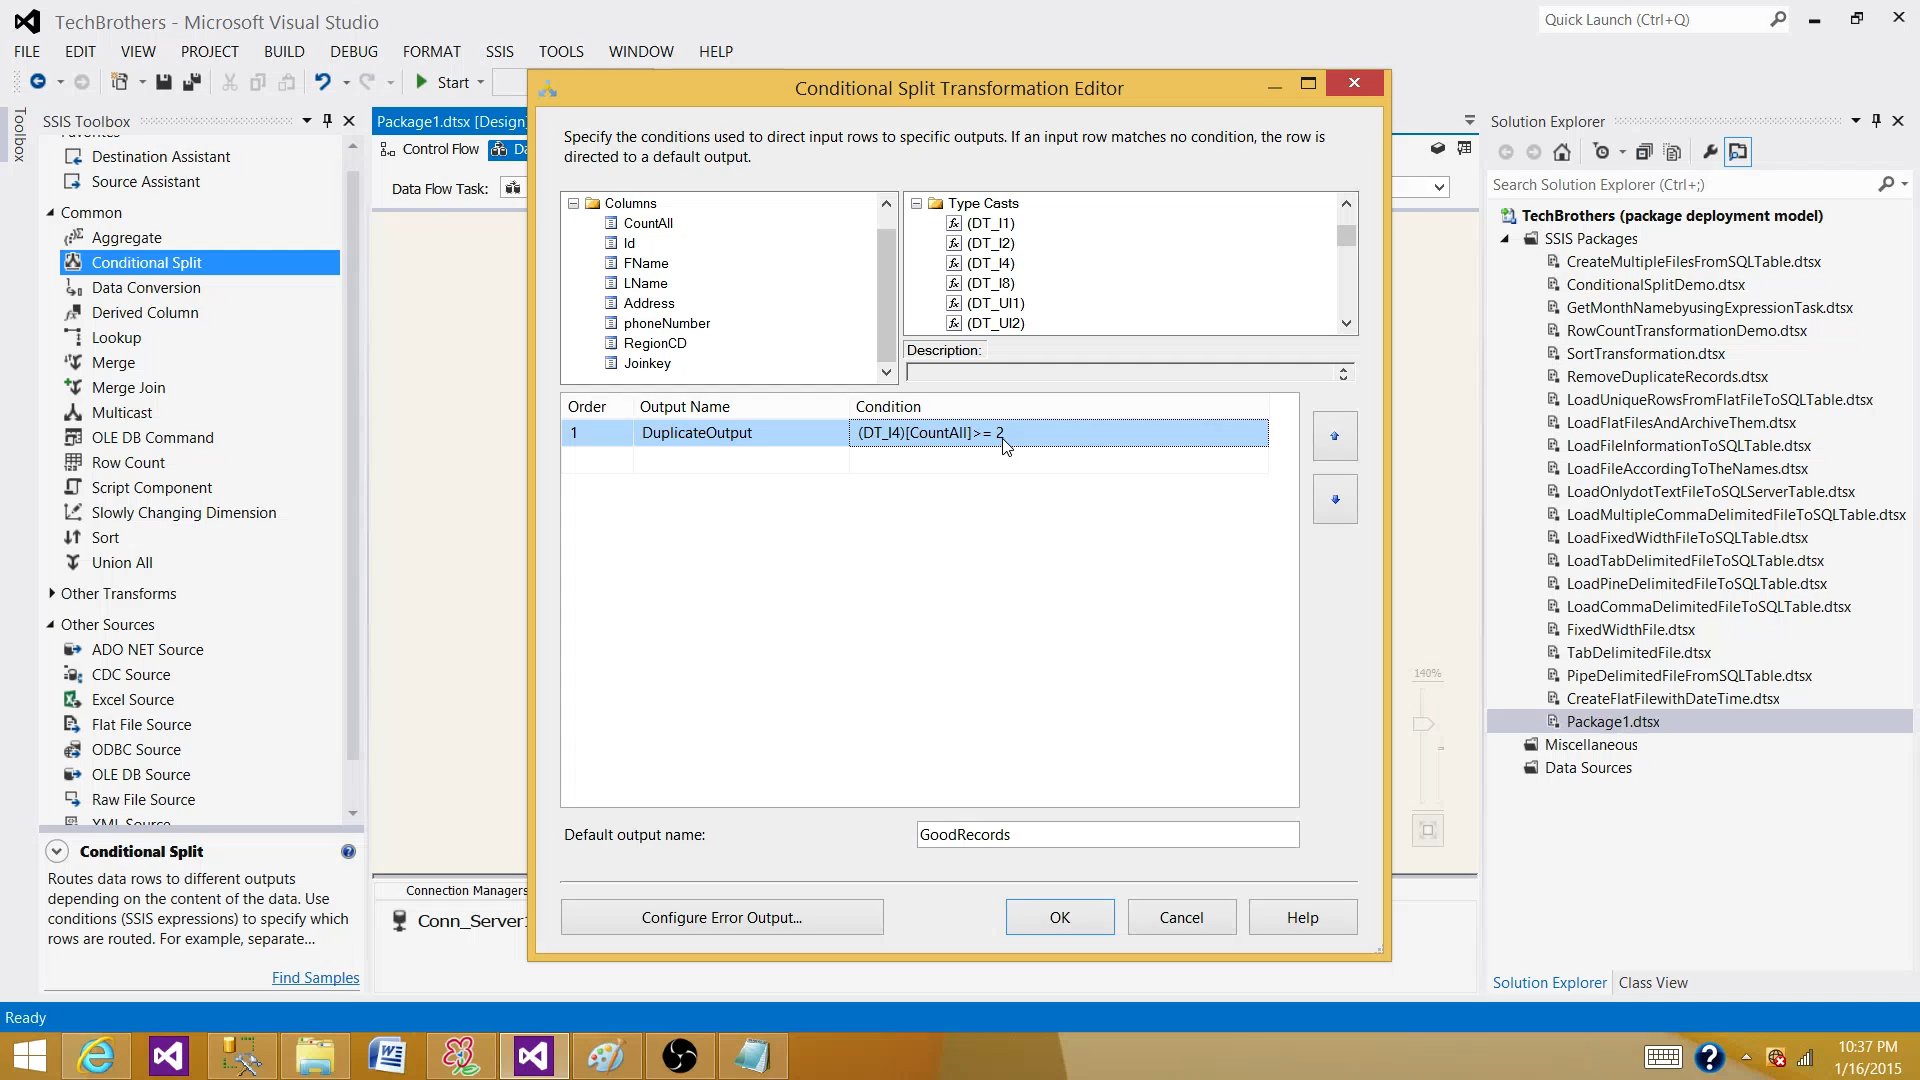 TechBrothers - Microsoft Visual Studio
Quick Launch (Ctrl+Q)
FILE EDIT VIEW PROJECT BUILD DEBUG FORMAT SSIS TOOLS WINDOW HELP
Start
Toolbox
SSIS Toolbox
Destination Assistant
Source Assistant
Common
Aggregate
Conditional Split
Data Conversion
Derived Column
Lookup
Merge
Merge Join
Multicast
OLE DB Command
Row Count
Script Component
Slowly Changing Dimension
Sort
Union All
Other Transforms
Other Sources
ADO NET Source
CDC Source
Excel Source
Flat File Source
ODBC Source
OLE DB Source
Raw File Source
Conditional Split
Routes data rows to different outputs
depending on the content of the data. Use
conditions (SSIS expressions) to specify which
rows are routed. For example, separate...
Find Samples
Package1.dtsx [Design]
Control Flow
Data Flow Task:
Connection Managers
Conditional Split Transformation Editor
Specify the conditions used to direct input rows to specific outputs. If an input row matches no condition, the row is
directed to a default output.
Columns
CountAll
Id
FName
LName
Address
phoneNumber
RegionCD
Joinkey
Type Casts
(DT_I1)
(DT_I2)
(DT_I4)
(DT_I8)
(DT_UI1)
(DT_UI2)
Description:
Order Output Name Condition
1 DuplicateOutput (DT_I4)[CountAll]>= 2
Default output name: GoodRecords
Configure Error Output... OK Cancel Help
140%
Solution Explorer
Search Solution Explorer (Ctrl+;)
TechBrothers (package deployment model)
SSIS Packages
CreateMultipleFilesFromSQLTable.dtsx
ConditionalSplitDemo.dtsx
GetMonthNamebyusingExpressionTask.dtsx
RowCountTransformationDemo.dtsx
SortTransformation.dtsx
RemoveDuplicateRecords.dtsx
LoadUniqueRowsFromFlatFileToSQL.dtsx
LoadFlatFilesAndArchiveThem.dtsx
LoadFileInformationToSQL.dtsx
LoadFileAccordingToTheNames.dtsx
LoadOnlydotTextFileToSQLServerTable.dtsx
LoadMultipleCommaDelimitedFileToSQLTable.dtsx
LoadFixedWidthFileToSQLTable.dtsx
LoadTabDelimitedFileToSQLTable.dtsx
LoadPineDelimitedFileToSQLTable.dtsx
LoadCommaDelimitedFileToSQLTable.dtsx
FixedWidthFile.dtsx
TabDelimitedFile.dtsx
PipeDelimitedFileFromSQLTable.dtsx
CreateFlatFilewithDateTime.dtsx
Package1.dtsx
Miscellaneous
Data Sources
Solution Explorer Class View
Ready
10:37 PM
1/16/2015